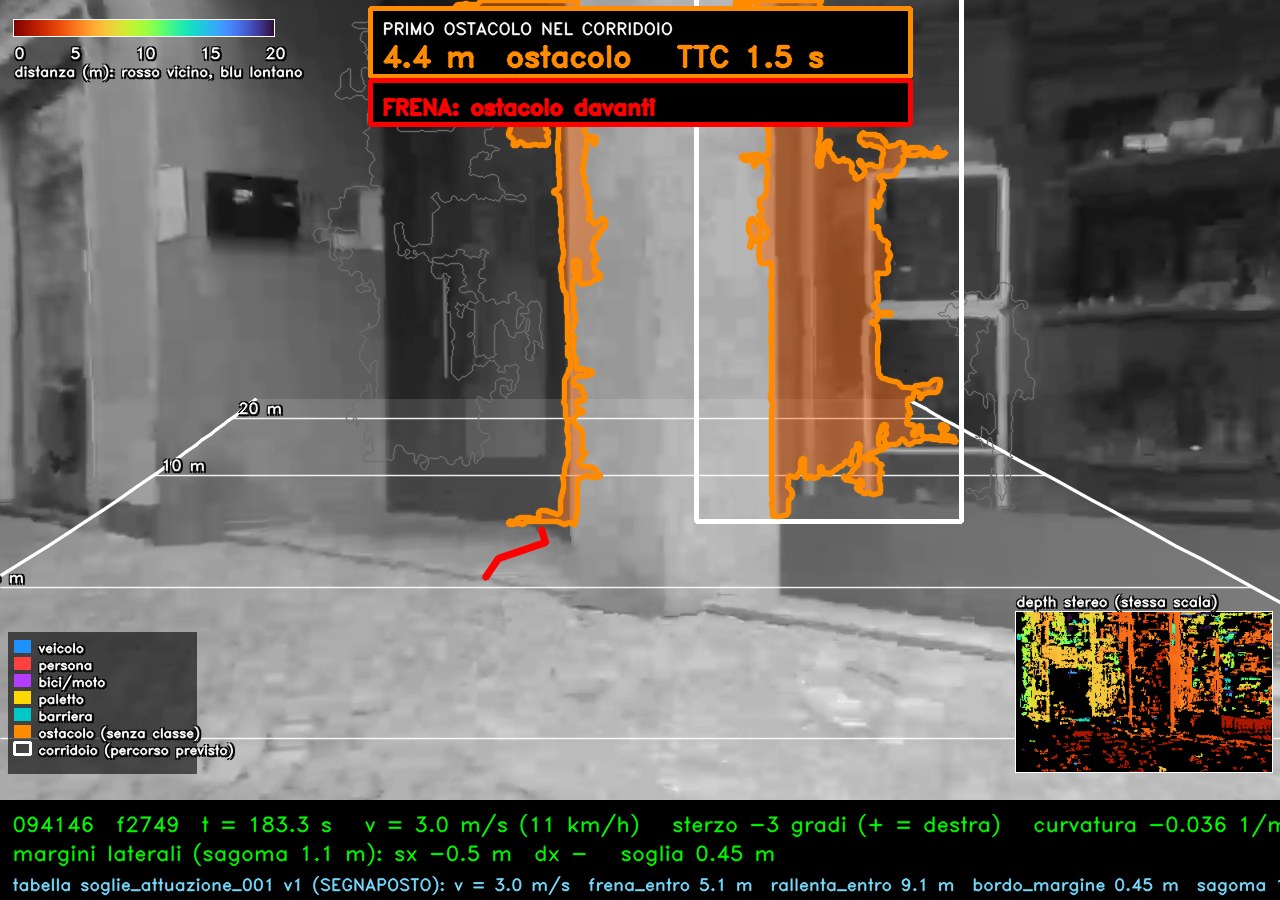 0 5 10 15 20
distanza (m): rosso vicino, blu lontano
PRIMO OSTACOLO NEL CORRIDOIO
4.4 m ostacolo TTC 1.5 s
FRENA: ostacolo davanti
20 m
10 m
m
depth stereo (stessa scala)
veicolo
persona
bici/moto
paletto
barriera
ostacolo (senza classe)
corridoio (percorso previsto)
094146 f2749 t = 183.3 s v = 3.0 m/s (11 km/h) sterzo −3 gradi (+ = destra) curvatura −0.036 1/m
margini laterali (sagoma 1.1 m): sx −0.5 m dx − soglia 0.45 m
tabella soglie_attuazione_001 v1 (SEGNAPOSTO): v = 3.0 m/s frena_entro 5.1 m rallenta_entro 9.1 m bordo_margine 0.45 m sagoma